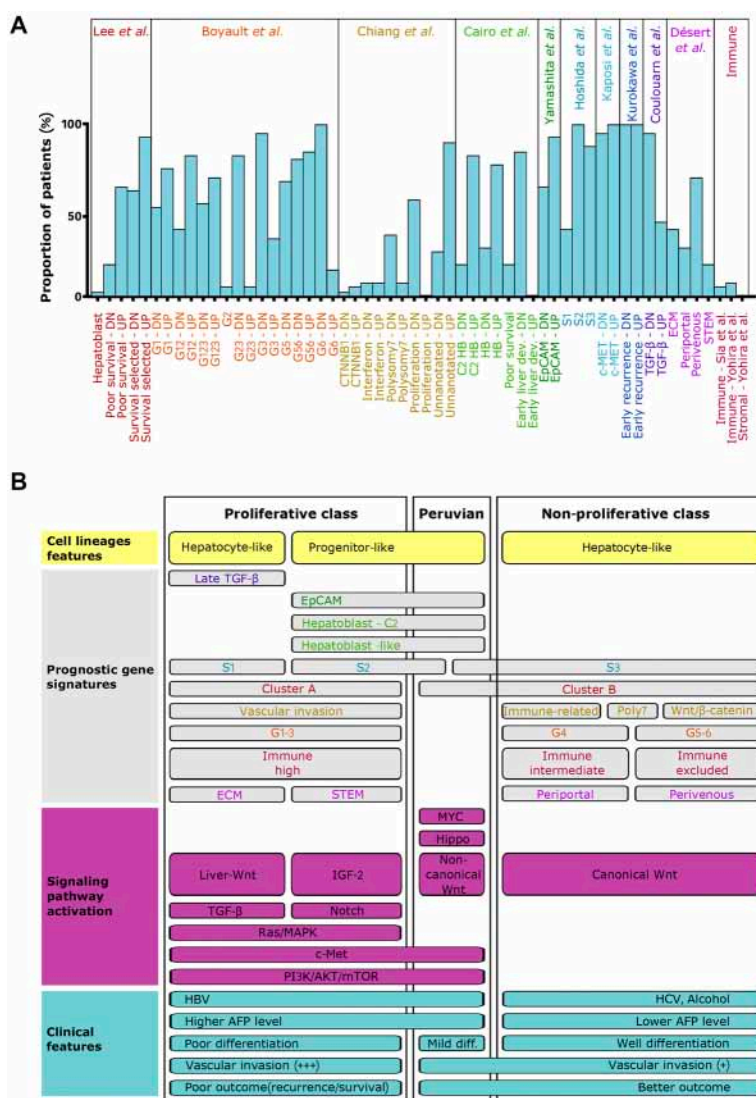 A
Lee et al.
Boyault et al.
Chiang et al.
Cairo et al.
Yamashita et al.
Hoshida et al.
Kaposi et al.
Kurokawa et al.
Coulouarn et al.
Désert et al.
Immune
Proportion of patients (%)
100
50
0
Hepatoblast
Poor survival - DN
Poor survival - UP
Survival selected - DN
Survival selected - UP
G1 - DN
G1 - UP
G12 - DN
G12 - UP
G123 - DN
G123 - UP
G2
G23 - DN
G23 - UP
G3 - DN
G3 - UP
G5 - DN
G56 - DN
G56 - UP
G6 - DN
G6 - UP
CTNNB1 - DN
CTNNB1 - UP
Interferon - DN
Interferon - UP
Polysomy7 - DN
Polysomy7 - UP
Proliferation - DN
Proliferation - UP
Unnanotated - DN
Unnanotated - UP
C2 HB - DN
C2 HB - UP
HB - DN
HB - UP
Poor survival
Early liver dev. - DN
Early liver dev. - UP
EpCAM - DN
EpCAM - UP
S1
S2
S3
c-MET - DN
c-MET - UP
Early recurrence - DN
Early recurrence - UP
TGF-β - DN
TGF-β - UP
ECM
Periportal
Perivenous
STEM
Immune - Sia et al.
Immune - Yohira et al.
Stromal - Yohira et al.
B
Proliferative class
Peruvian
Non-proliferative class
Cell lineages features
Hepatocyte-like
Progenitor-like
Hepatocyte-like
Prognostic gene signatures
Late TGF-β
EpCAM
Hepatoblast - C2
Hepatoblast -like
S1
S2
S3
Cluster A
Cluster B
Vascular invasion
Immune-related
Poly7
Wnt/β-catenin
G1-3
G4
G5-6
Immune high
Immune intermediate
Immune excluded
ECM
STEM
Periportal
Perivenous
Signaling pathway activation
MYC
Hippo
Liver-Wnt
IGF-2
Non-canonical Wnt
Canonical Wnt
TGF-β
Notch
Ras/MAPK
c-Met
PI3K/AKT/mTOR
Clinical features
HBV
HCV, Alcohol
Higher AFP level
Lower AFP level
Poor differentiation
Mild diff.
Well differentiation
Vascular invasion (+++)
Vascular invasion (+)
Poor outcome(recurrence/survival)
Better outcome